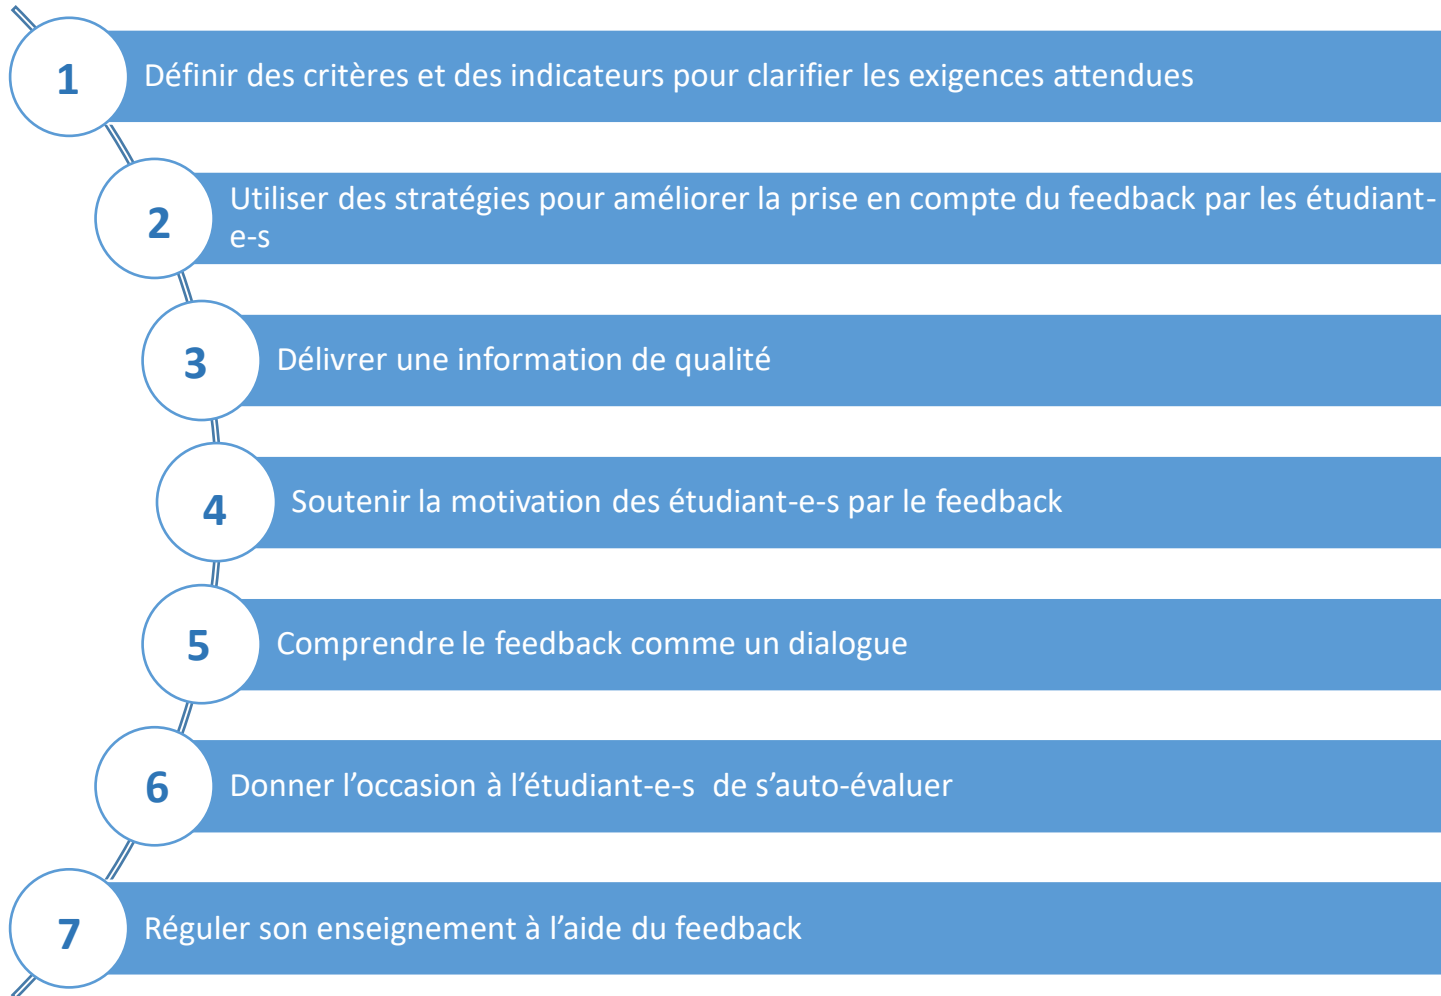 1
Définir des critères et des indicateurs pour clarifier les exigences attendues
2
Utiliser des stratégies pour améliorer la prise en compte du feedback par les étudiant-
e-s
3
Délivrer une information de qualité
4
Soutenir la motivation des étudiant-e-s par le feedback
5
Comprendre le feedback comme un dialogue
6
Donner l’occasion à l’étudiant-e-s  de s’auto-évaluer
7
Réguler son enseignement à l’aide du feedback